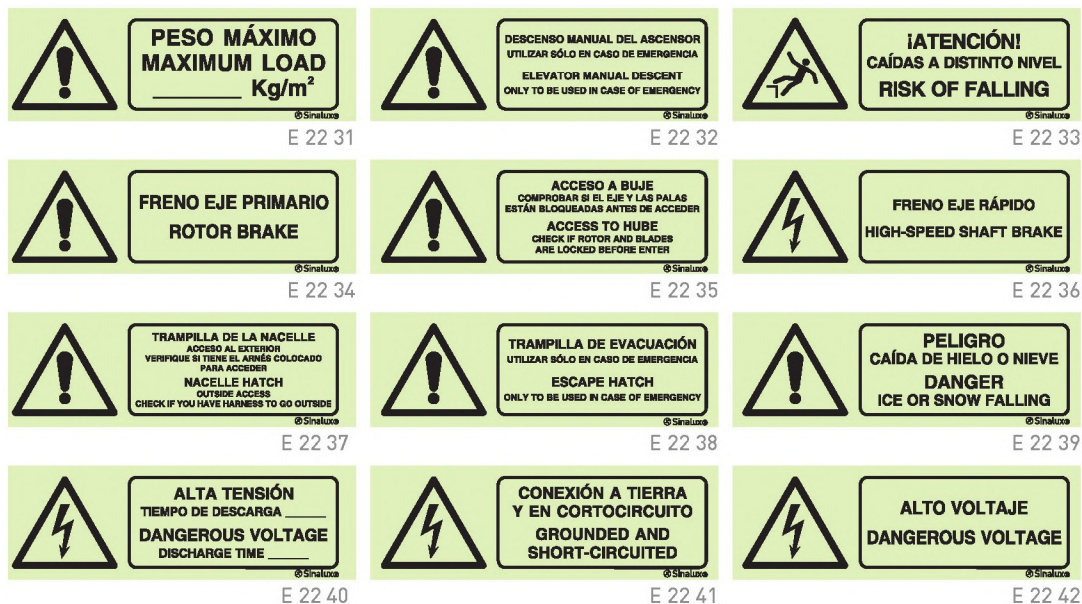 PESO MÁXIMO
MAXIMUM LOAD
______ Kg/m²
Sinalux®
E 22 31
DESCENSO MANUAL DEL ASCENSOR
UTILIZAR SÓLO EN CASO DE EMERGENCIA
ELEVATOR MANUAL DESCENT
ONLY TO BE USED IN CASE OF EMERGENCY
Sinalux®
E 22 32
¡ATENCIÓN!
CAÍDAS A DISTINTO NIVEL
RISK OF FALLING
Sinalux®
E 22 33
FRENO EJE PRIMARIO
ROTOR BRAKE
Sinalux®
E 22 34
ACCESO A BUJE
COMPROBAR SI EL EJE Y LAS PALAS
ESTÁN BLOQUEADAS ANTES DE ACCEDER
ACCESS TO HUBE
CHECK IF ROTOR AND BLADES
ARE LOCKED BEFORE ENTER
Sinalux®
E 22 35
FRENO EJE RÁPIDO
HIGH-SPEED SHAFT BRAKE
Sinalux®
E 22 36
TRAMPILLA DE LA NACELLE
ACCESO AL EXTERIOR
VERIFIQUE SI TIENE EL ARNÉS COLOCADO
PARA ACCEDER
NACELLE HATCH
OUTSIDE ACCESS
CHECK IF YOU HAVE HARNESS TO GO OUTSIDE
Sinalux®
E 22 37
TRAMPILLA DE EVACUACIÓN
UTILIZAR SÓLO EN CASO DE EMERGENCIA
ESCAPE HATCH
ONLY TO BE USED IN CASE OF EMERGENCY
Sinalux®
E 22 38
PELIGRO
CAÍDA DE HIELO O NIEVE
DANGER
ICE OR SNOW FALLING
Sinalux®
E 22 39
ALTA TENSIÓN
TIEMPO DE DESCARGA _____
DANGEROUS VOLTAGE
DISCHARGE TIME _____
Sinalux®
E 22 40
CONEXIÓN A TIERRA
Y EN CORTOCIRCUITO
GROUNDED AND
SHORT-CIRCUITED
Sinalux®
E 22 41
ALTO VOLTAJE
DANGEROUS VOLTAGE
Sinalux®
E 22 42